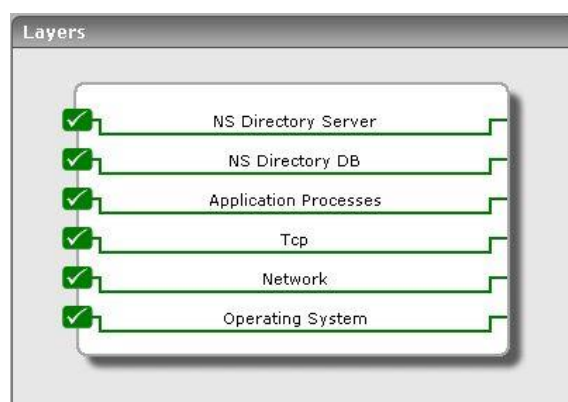 Layers
NS Directory Server
NS Directory DB
Application Processes
Tcp
Network
Operating System